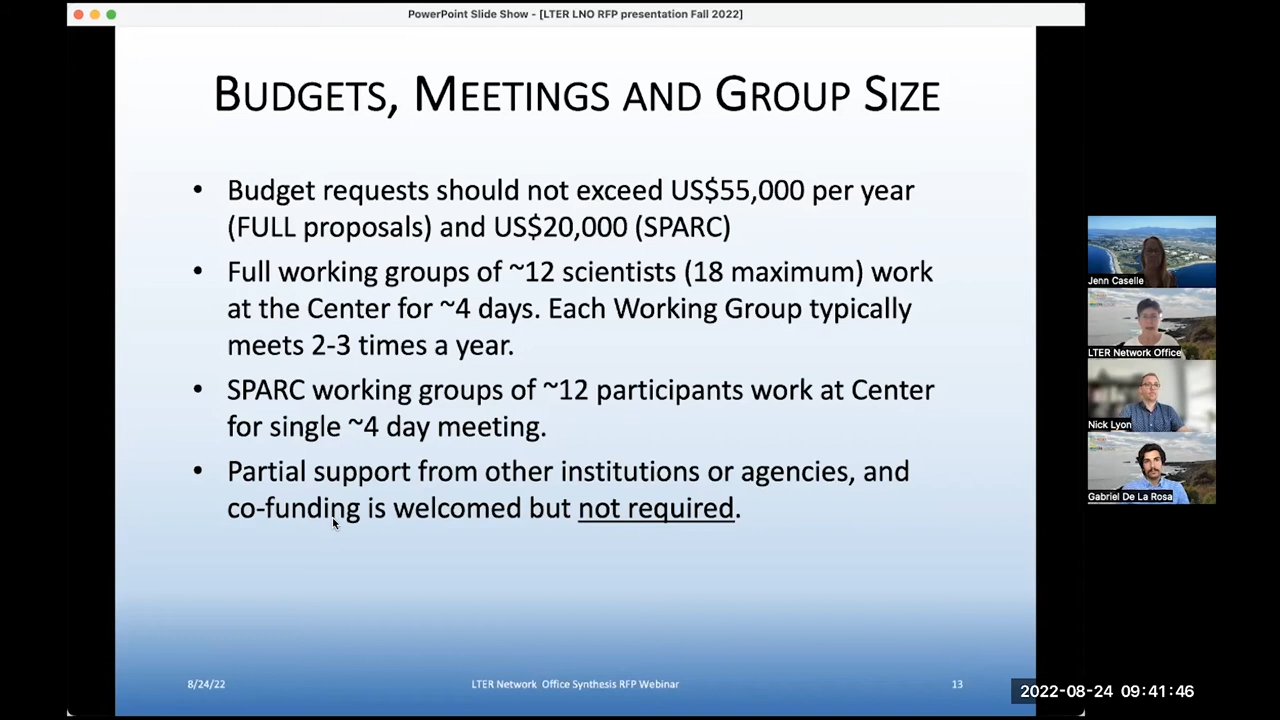 PowerPoint Slide Show - [LTER LNO RFP presentation Fall 2022]
BUDGETS, MEETINGS AND GROUP SIZE
• Budget requests should not exceed US$55,000 per year
(FULL proposals) and US$20,000 (SPARC)
• Full working groups of ~12 scientists (18 maximum) work
at the Center for ~4 days. Each Working Group typically
meets 2-3 times a year.
• SPARC working groups of ~12 participants work at Center
for single ~4 day meeting.
• Partial support from other institutions or agencies, and
co-funding is welcomed but not required.
8/24/22
LTER Network Office Synthesis RFP Webinar
13
Jenn Caselle
LTER Network Office
Nick Lyon
Gabriel De La Rosa
2022-08-24 09:41:46